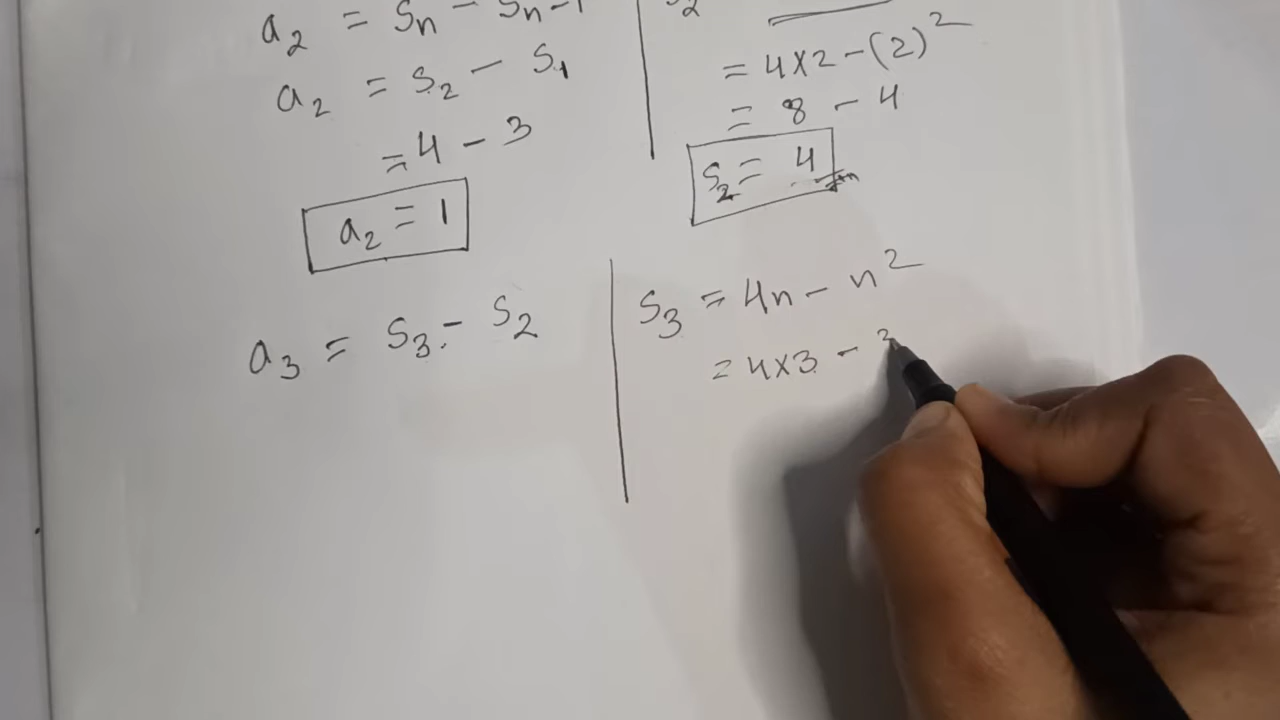 a₂ = Sₙ − Sₙ₋₁
a₂ = S₂ − S₁
= 4 − 3
a₂ = 1
S₂
= 4×2 −(2)²
= 8 − 4
S₂ = 4
a₃ = S₃ − S₂
S₃ = 4n − n²
= 4×3 − 3